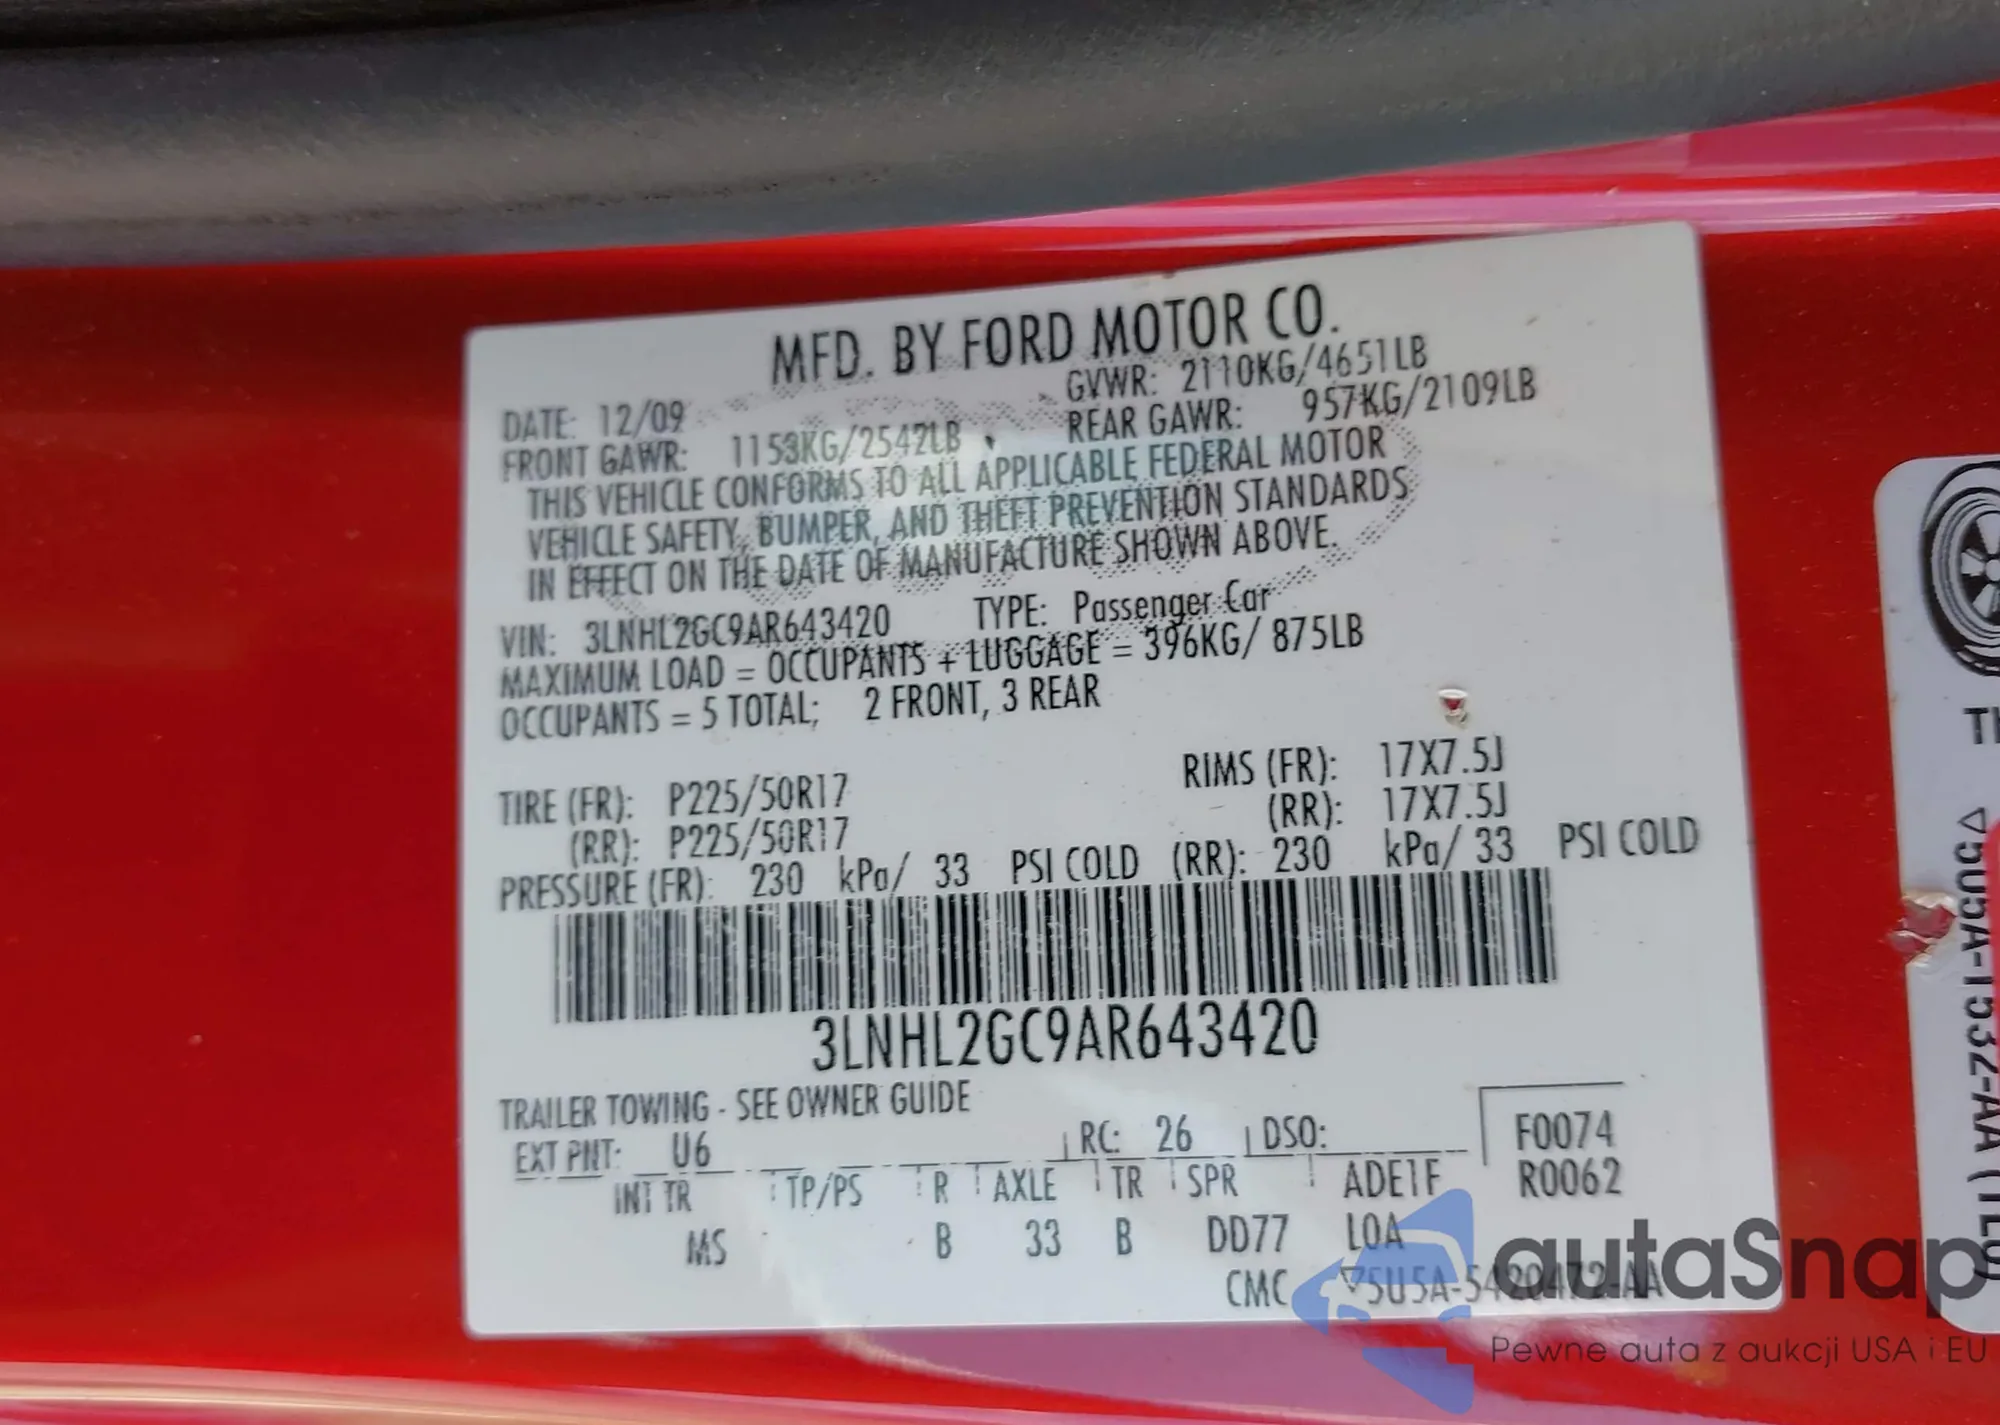 MFD. BY FORD MOTOR CO.
DATE: 12/09 GVWR: 2110KG/4651LB
FRONT GAWR: 1153KG/2542LB REAR GAWR: 957KG/2109LB
THIS VEHICLE CONFORMS TO ALL APPLICABLE FEDERAL MOTOR
VEHICLE SAFETY, BUMPER, AND THEFT PREVENTION STANDARDS
IN EFFECT ON THE DATE OF MANUFACTURE SHOWN ABOVE.
VIN: 3LNHL2GC9AR643420 TYPE: Passenger Car
MAXIMUM LOAD = OCCUPANTS + LUGGAGE = 396KG/ 875LB
OCCUPANTS = 5 TOTAL; 2 FRONT, 3 REAR
TIRE (FR): P225/50R17 RIMS (FR): 17X7.5J
(RR): P225/50R17 (RR): 17X7.5J
PRESSURE (FR): 230 kPa/ 33 PSI COLD (RR): 230 kPa/ 33 PSI COLD
3LNHL2GC9AR643420
TRAILER TOWING - SEE OWNER GUIDE
EXT PNT: U6 RC: 26 DSO: F0074
INT TR TP/PS R AXLE TR SPR ADE1F R0062
MS B 33 B DD77 LOA
CMC ▽5U5A-5420472-AA
autaSnap
Pewne auta z aukcji USA i EU
▽5U5A-1532-AA